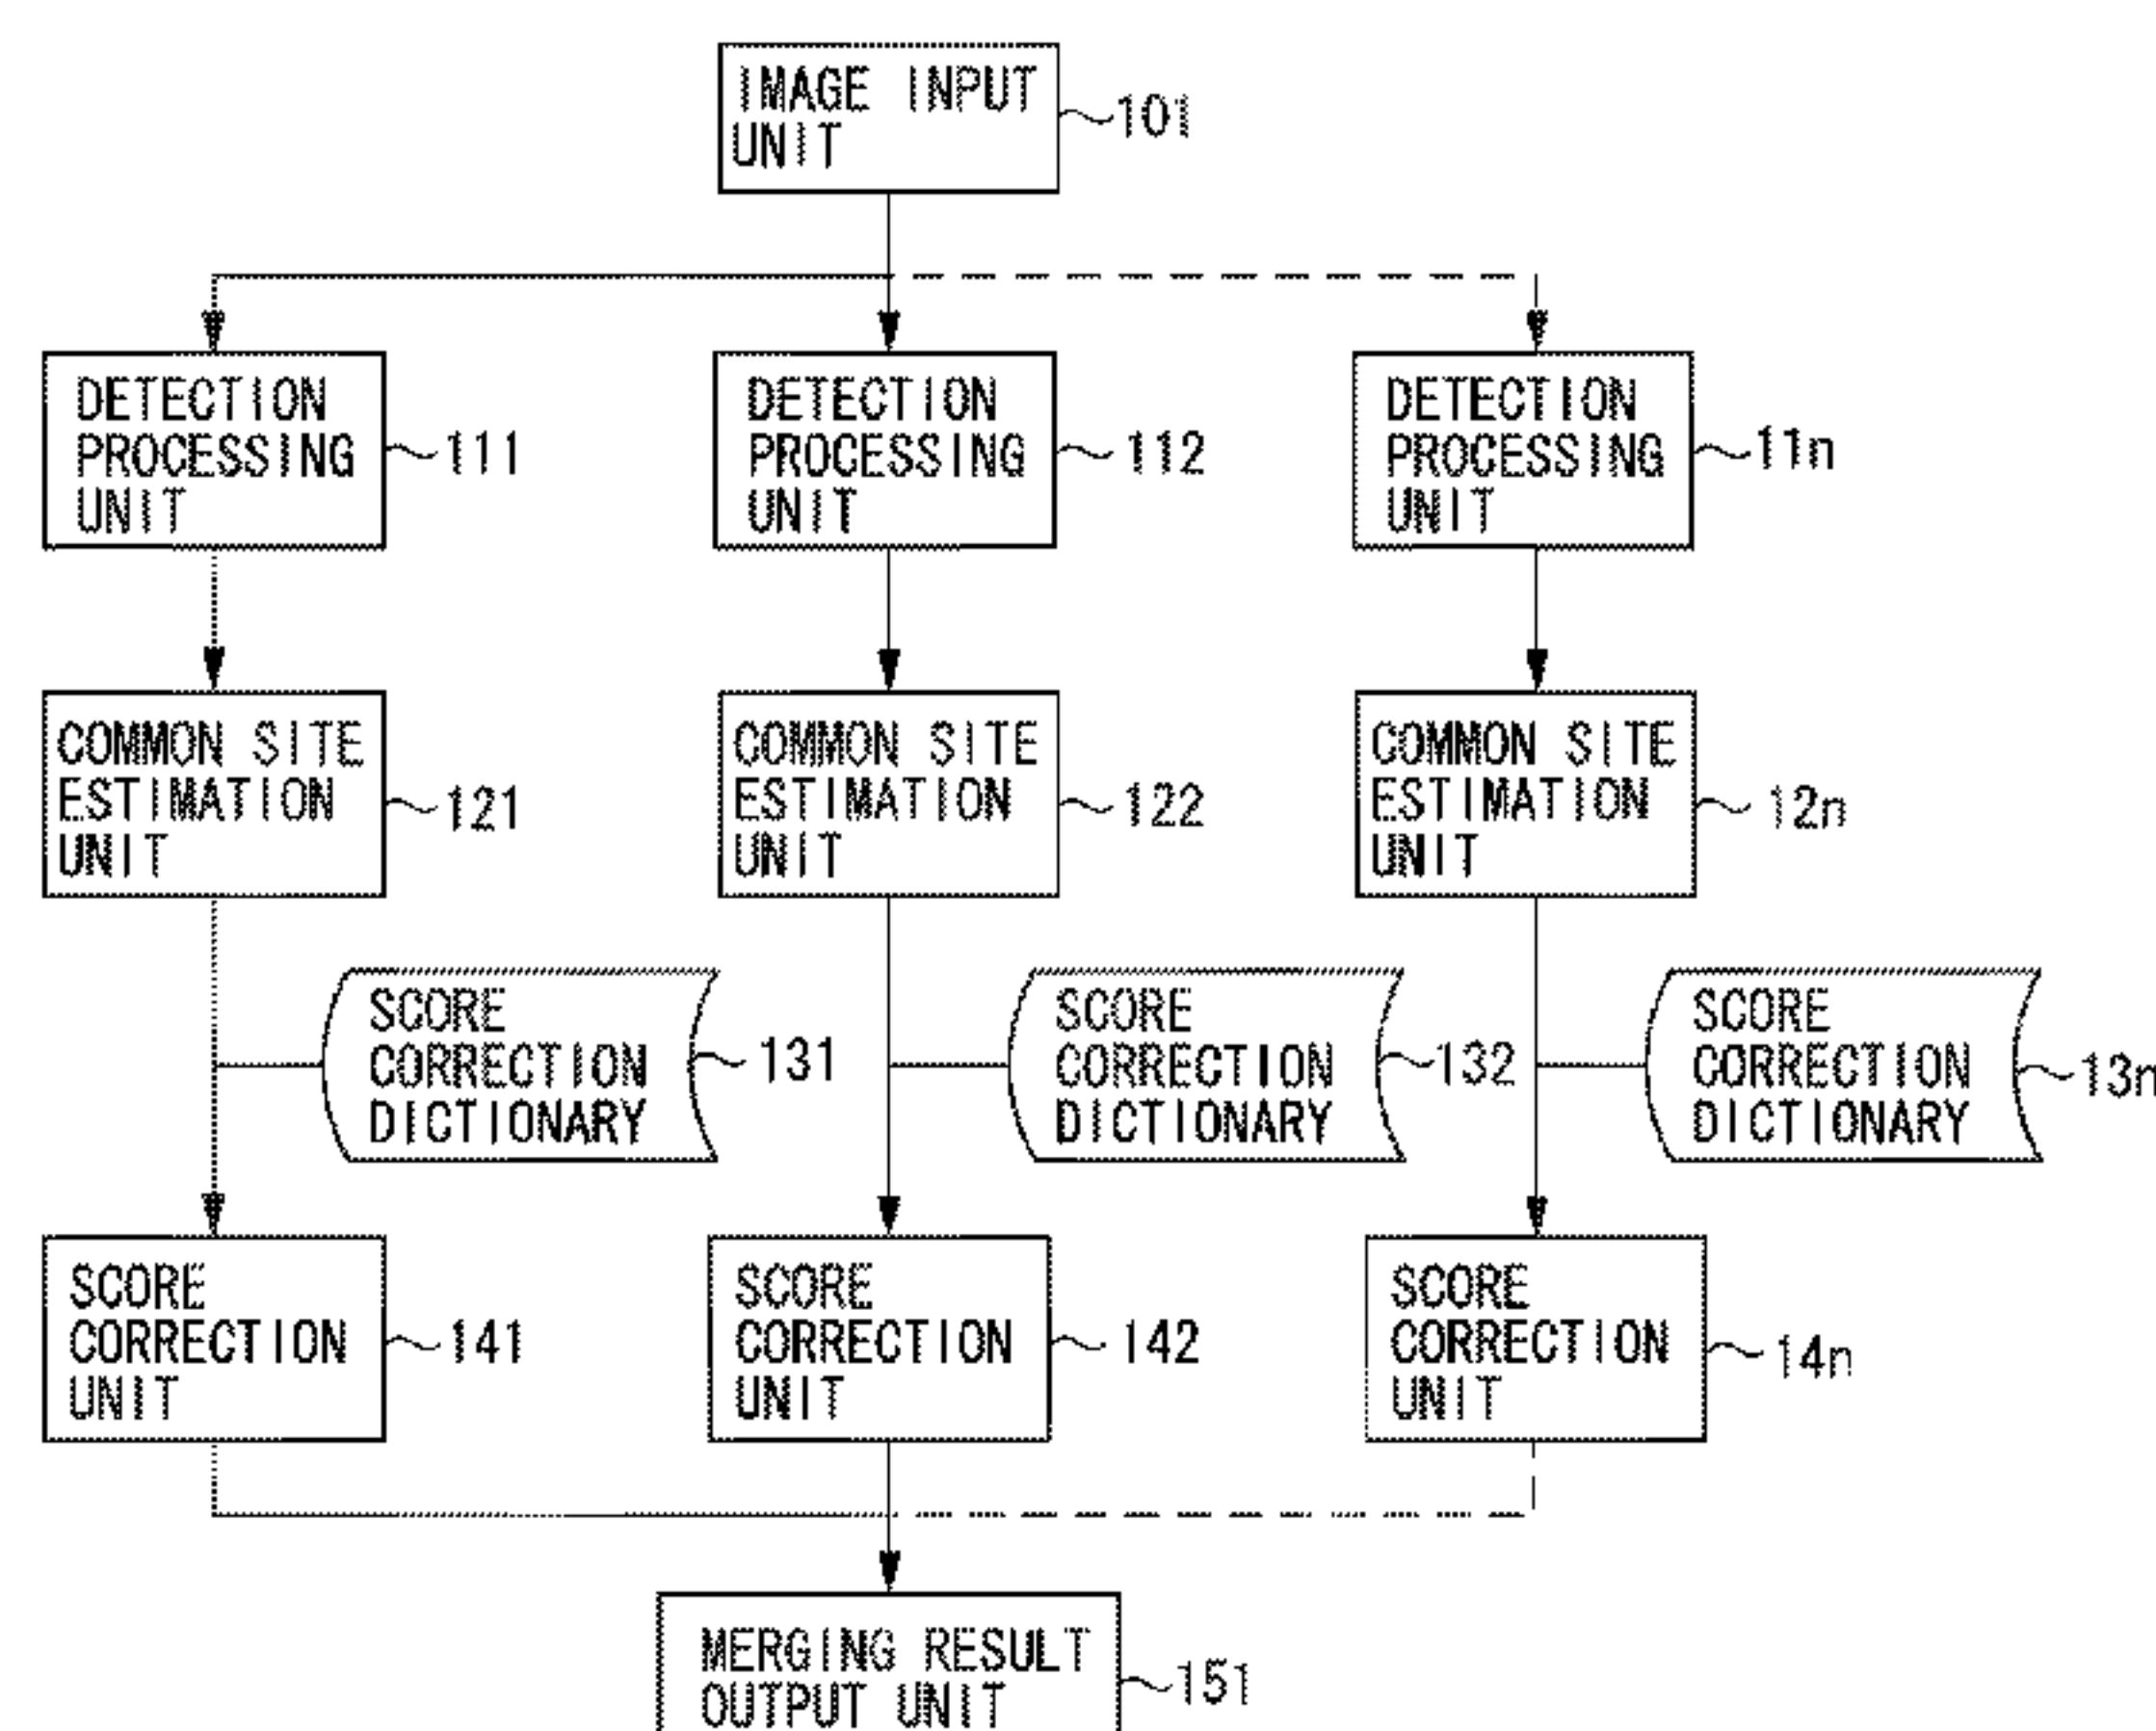 IMAGE INPUT
UNIT
101
DETECTION
PROCESSING
UNIT
111
DETECTION
PROCESSING
UNIT
112
DETECTION
PROCESSING
UNIT
11n
COMMON SITE
ESTIMATION
UNIT
121
COMMON SITE
ESTIMATION
UNIT
122
COMMON SITE
ESTIMATION
UNIT
12n
SCORE
CORRECTION
DICTIONARY
131
SCORE
CORRECTION
DICTIONARY
132
SCORE
CORRECTION
DICTIONARY
13n
SCORE
CORRECTION
UNIT
141
SCORE
CORRECTION
UNIT
142
SCORE
CORRECTION
UNIT
14n
MERGING RESULT
OUTPUT UNIT
151